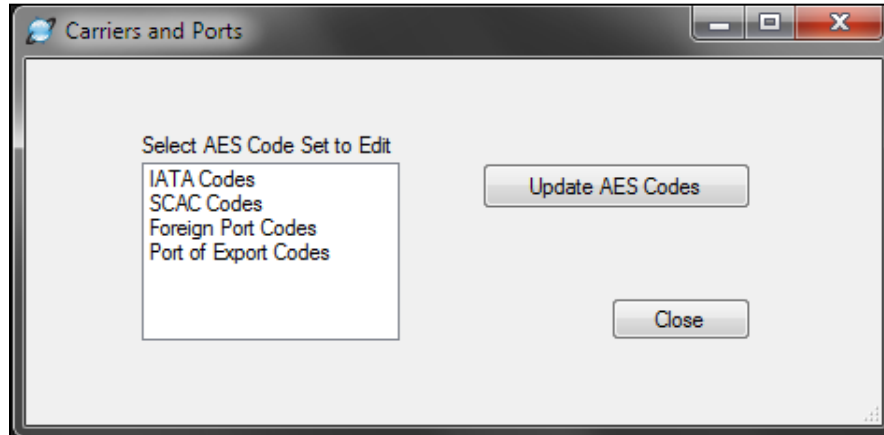 Carriers and Ports
Select AES Code Set to Edit
IATA Codes
SCAC Codes
Foreign Port Codes
Port of Export Codes
Update AES Codes
Close